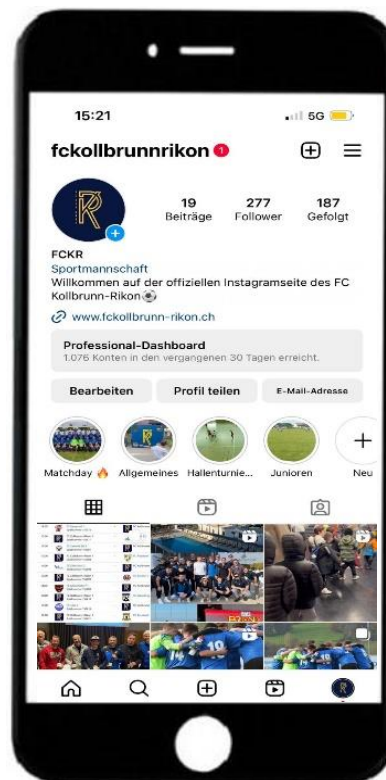 15:21
5G
fckollbrunnrikon 1
19 277 187
Beiträge Follower Gefolgt
FCKR
Sportmannschaft
Willkommen auf der offiziellen Instagramseite des FC
Kollbrunn-Rikon⚽
www.fckollbrunn-rikon.ch
Professional-Dashboard
1.076 Konten in den vergangenen 30 Tagen erreicht.
Bearbeiten Profil teilen E-Mail-Adresse
Matchday 🔥 Allgemeines Hallenturnie... Junioren Neu